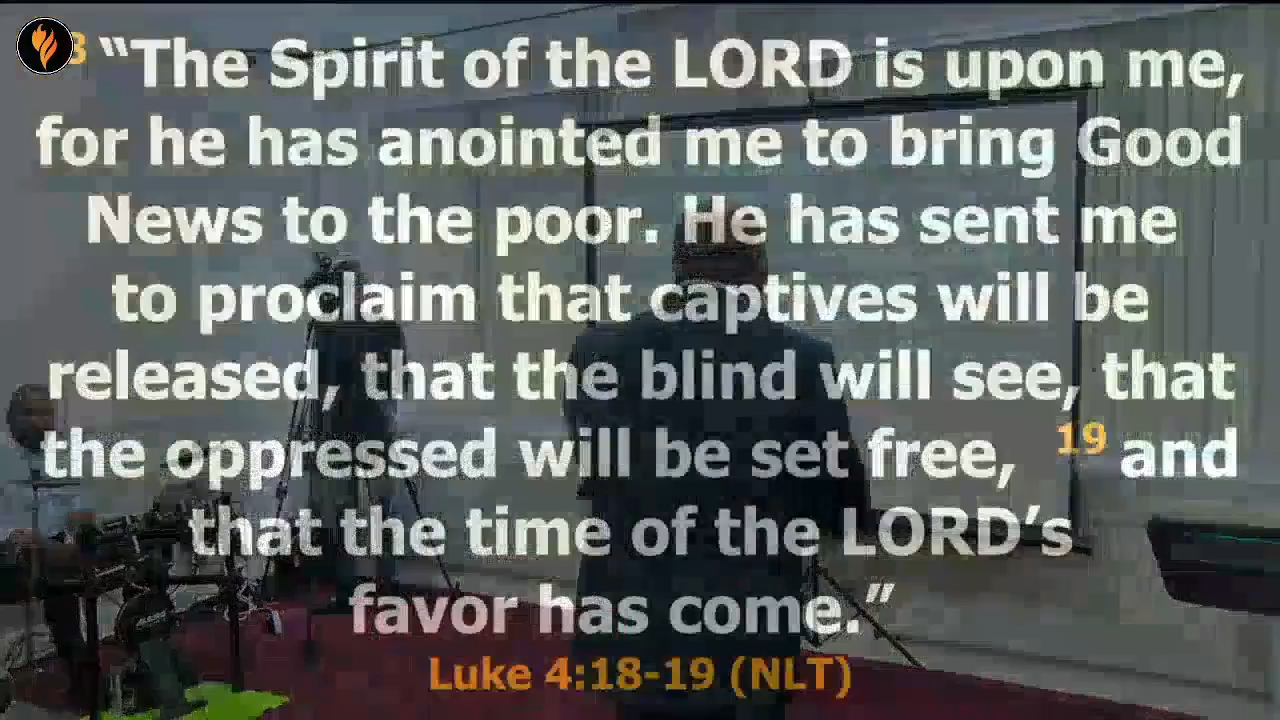 8 “The Spirit of the LORD is upon me,
for he has anointed me to bring Good
News to the poor. He has sent me
to proclaim that captives will be
released, that the blind will see, that
the oppressed will be set free, 19 and
that the time of the LORD’s
favor has come.”
Luke 4:18-19 (NLT)